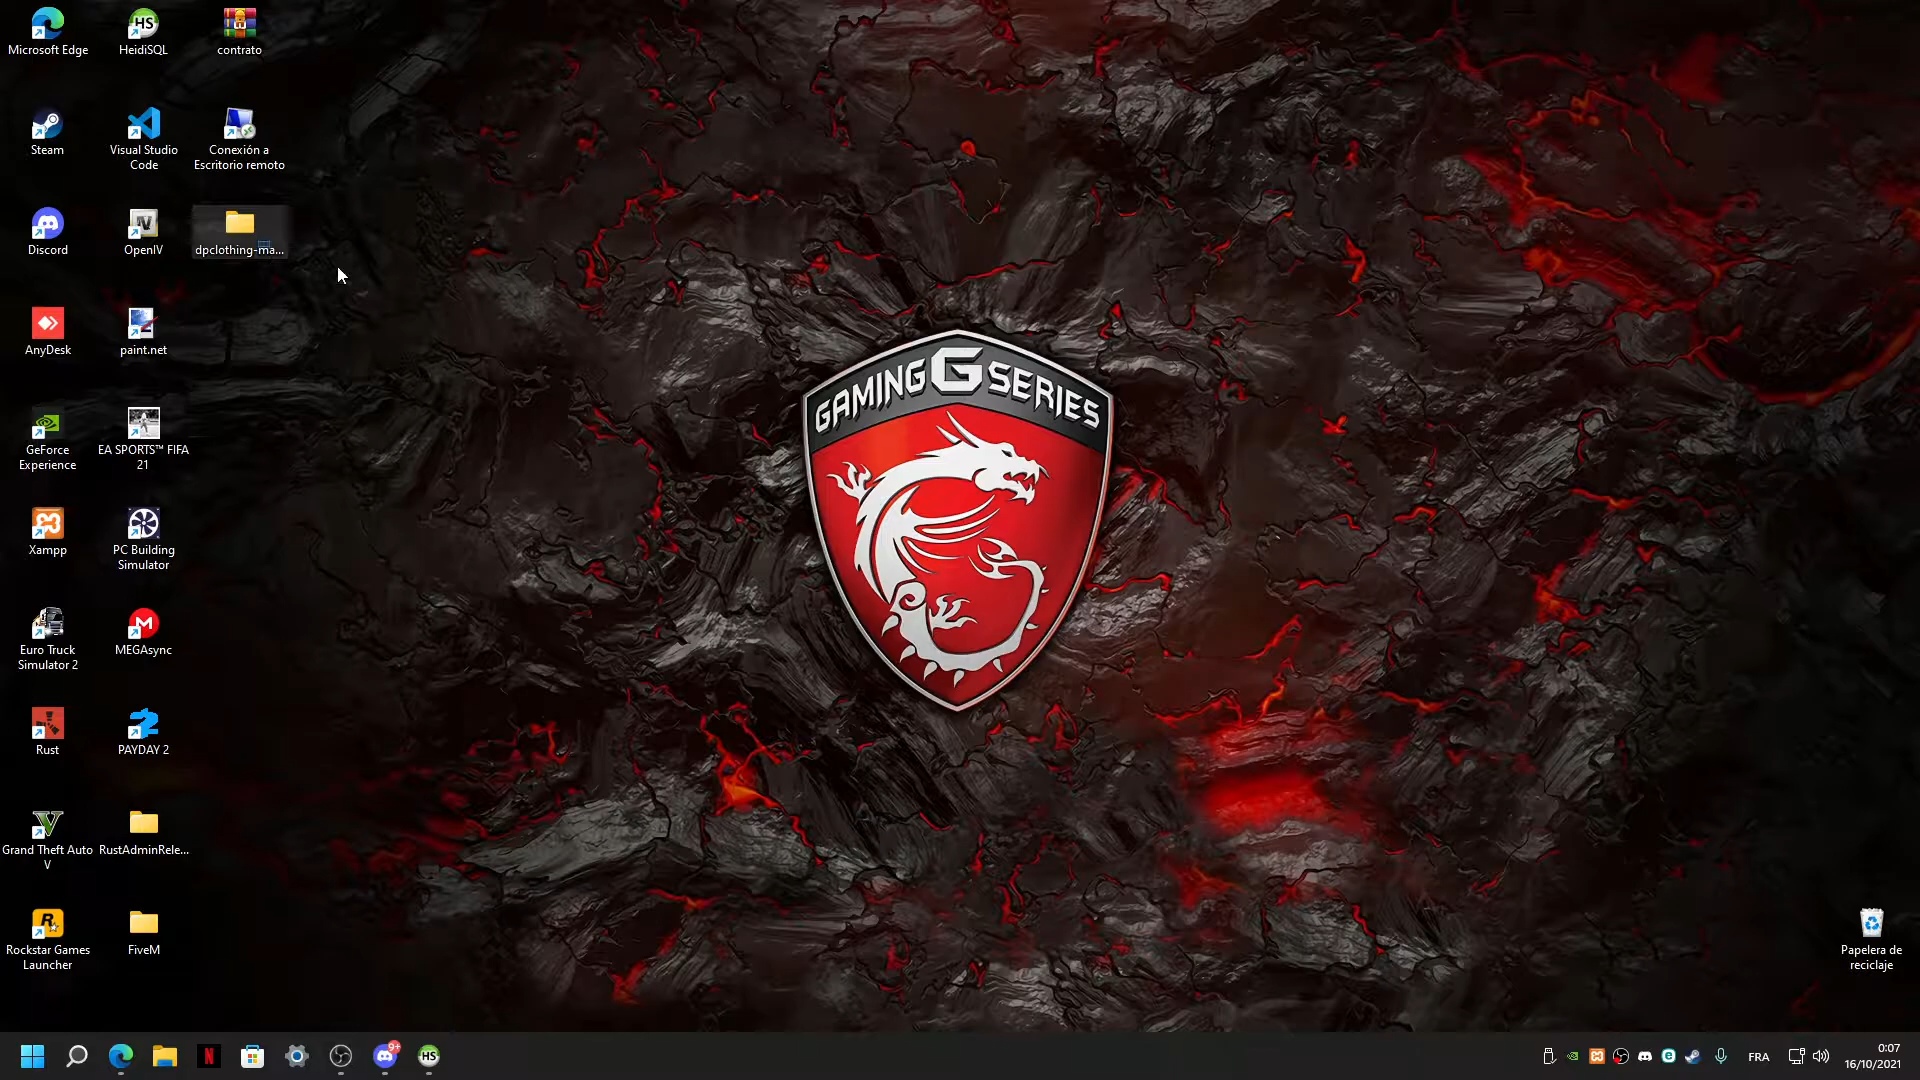 Microsoft Edge
HeidiSQL
contrato
Steam
Visual Studio
Code
Conexión a
Escritorio remoto
Discord
OpenIV
dpclothing-ma...
AnyDesk
paint.net
GeForce
Experience
EA SPORTS™ FIFA
21
Xampp
PC Building
Simulator
Euro Truck
Simulator 2
MEGAsync
Rust
PAYDAY 2
Grand Theft Auto
V
RustAdminRele...
Rockstar Games
Launcher
FiveM
GAMING G SERIES
Papelera de
reciclaje
9+
HS
FRA
0:07
16/10/2021